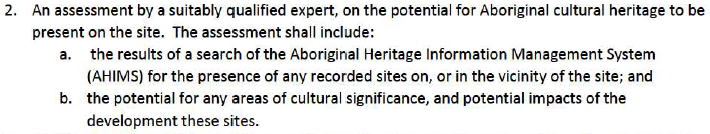 2. An assessment by a suitably qualified expert, on the potential for Aboriginal cultural heritage to be
present on the site. The assessment shall include:
a. the results of a search of the Aboriginal Heritage Information Management System
(AHIMS) for the presence of any recorded sites on, or in the vicinity of the site; and
b. the potential for any areas of cultural significance, and potential impacts of the
development these sites.